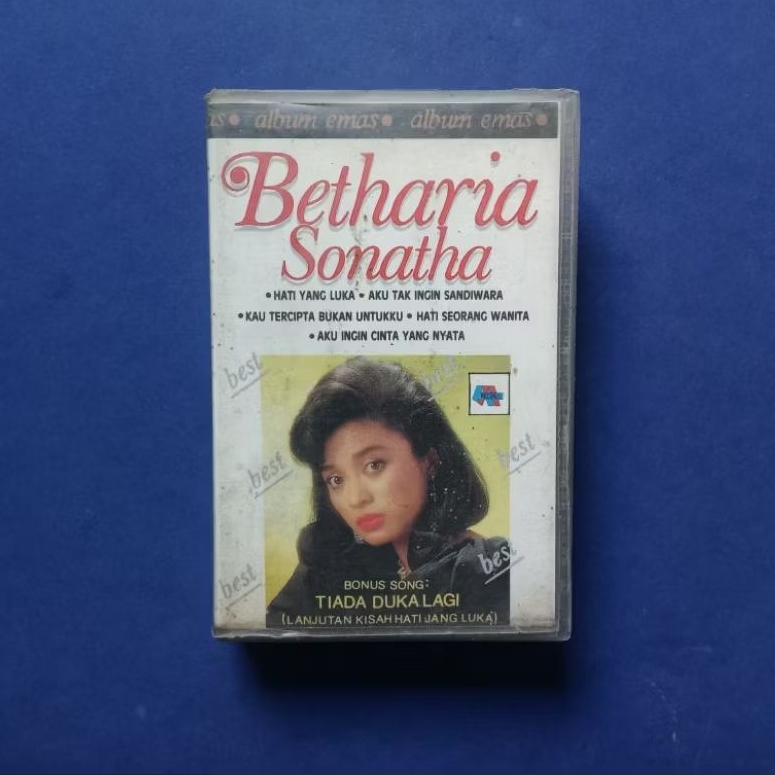 is • album emas • album emas •
Betharia
Sonatha
• HATI YANG LUKA • AKU TAK INGIN SANDIWARA
• KAU TERCIPTA BUKAN UNTUKKU • HATI SEORANG WANITA
• AKU INGIN CINTA YANG NYATA
best
best
best
best
best
BONUS SONG:
TIADA DUKA LAGI
(LANJUTAN KISAH HATI JANG LUKA)